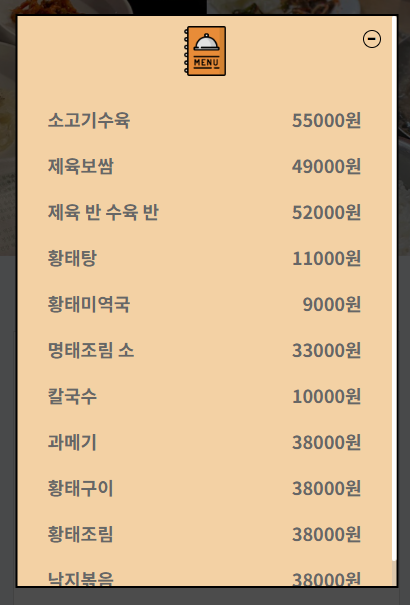 MENU
소고기수육 55000원
제육보쌈 49000원
제육 반 수육 반 52000원
황태탕 11000원
황태미역국 9000원
명태조림 소 33000원
칼국수 10000원
과메기 38000원
황태구이 38000원
황태조림 38000원
낙지볶음 38000원